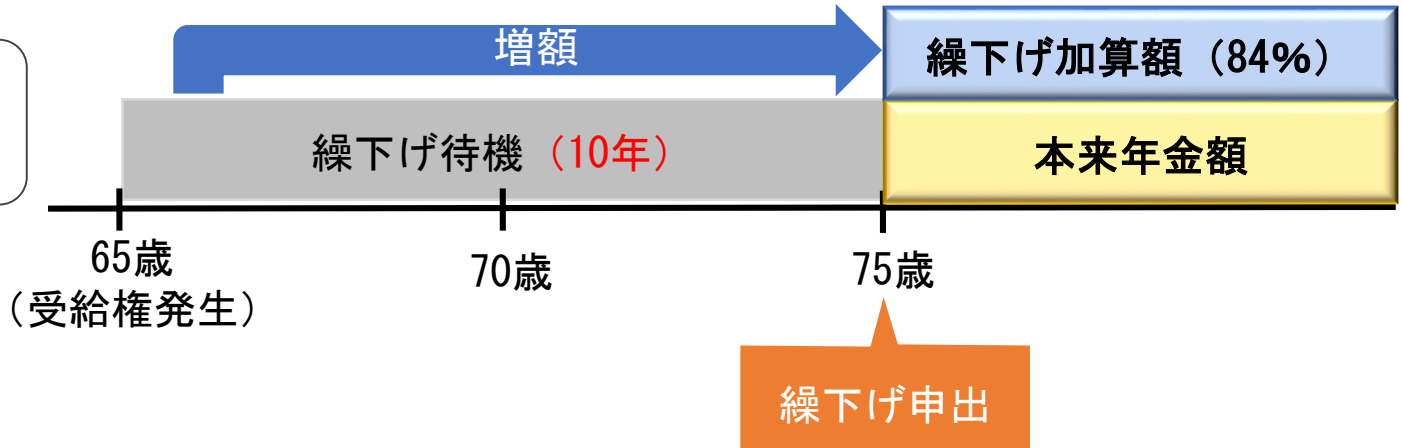 増額
繰下げ加算額（84%）
繰下げ待機（10年）
本来年金額
65歳
（受給権発生）
70歳
75歳
繰下げ申出